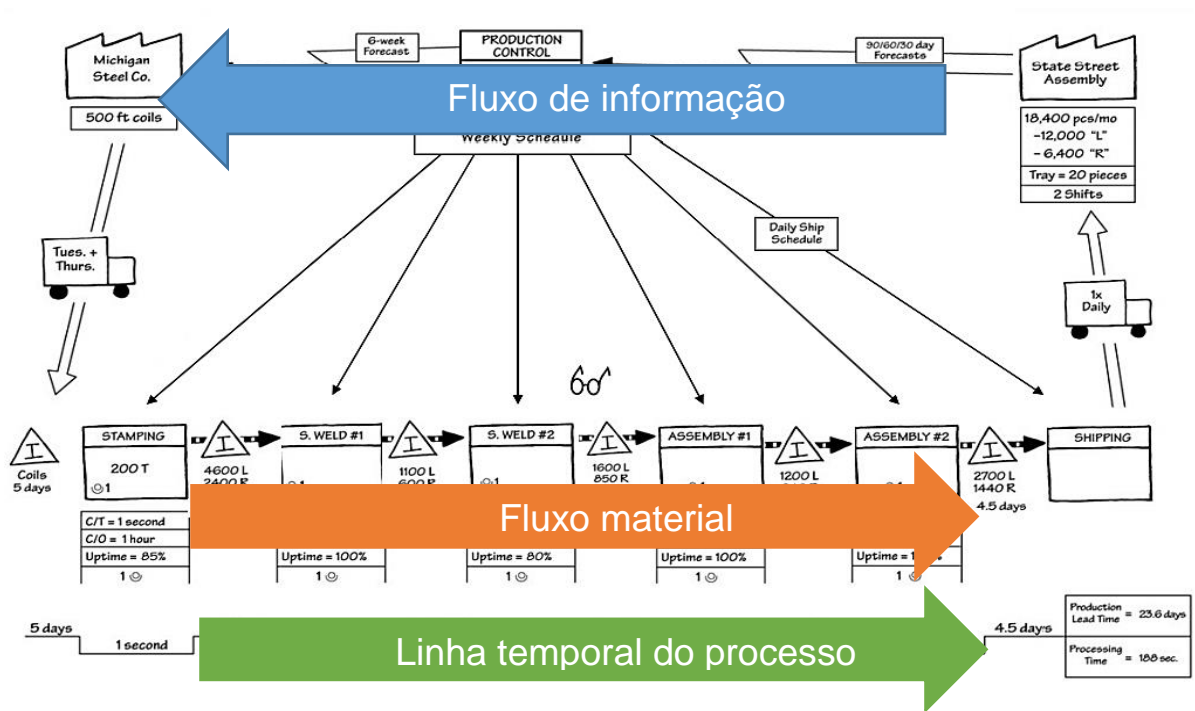 Michigan
Steel Co.
500 ft coils
6-week
Forecast
PRODUCTION
CONTROL
90/60/30 day
Forecasts
State Street
Assembly
18,400 pcs/mo
-12,000 "L"
- 6,400 "R"
Tray = 20 pieces
2 Shifts
Fluxo de informação
Weekly Schedule
Daily Ship
Schedule
Tues. +
Thurs.
1x
Daily
I
Coils
5 days
STAMPING
200 T
1
I
4600 L
2400 R
S. WELD #1
1
I
1100 L
600 R
S. WELD #2
1
I
1600 L
850 R
ASSEMBLY #1
I
1200 L
ASSEMBLY #2
I
2700 L
1440 R
4.5 days
SHIPPING
Fluxo material
C/T = 1 second
C/O = 1 hour
Uptime = 85%
1
Uptime = 100%
1
Uptime = 80%
1
Uptime = 100%
1
Uptime =
1
5 days
1 second
Linha temporal do processo
4.5 days
Production
Lead Time = 23.6 days
Processing
Time = 188 sec.